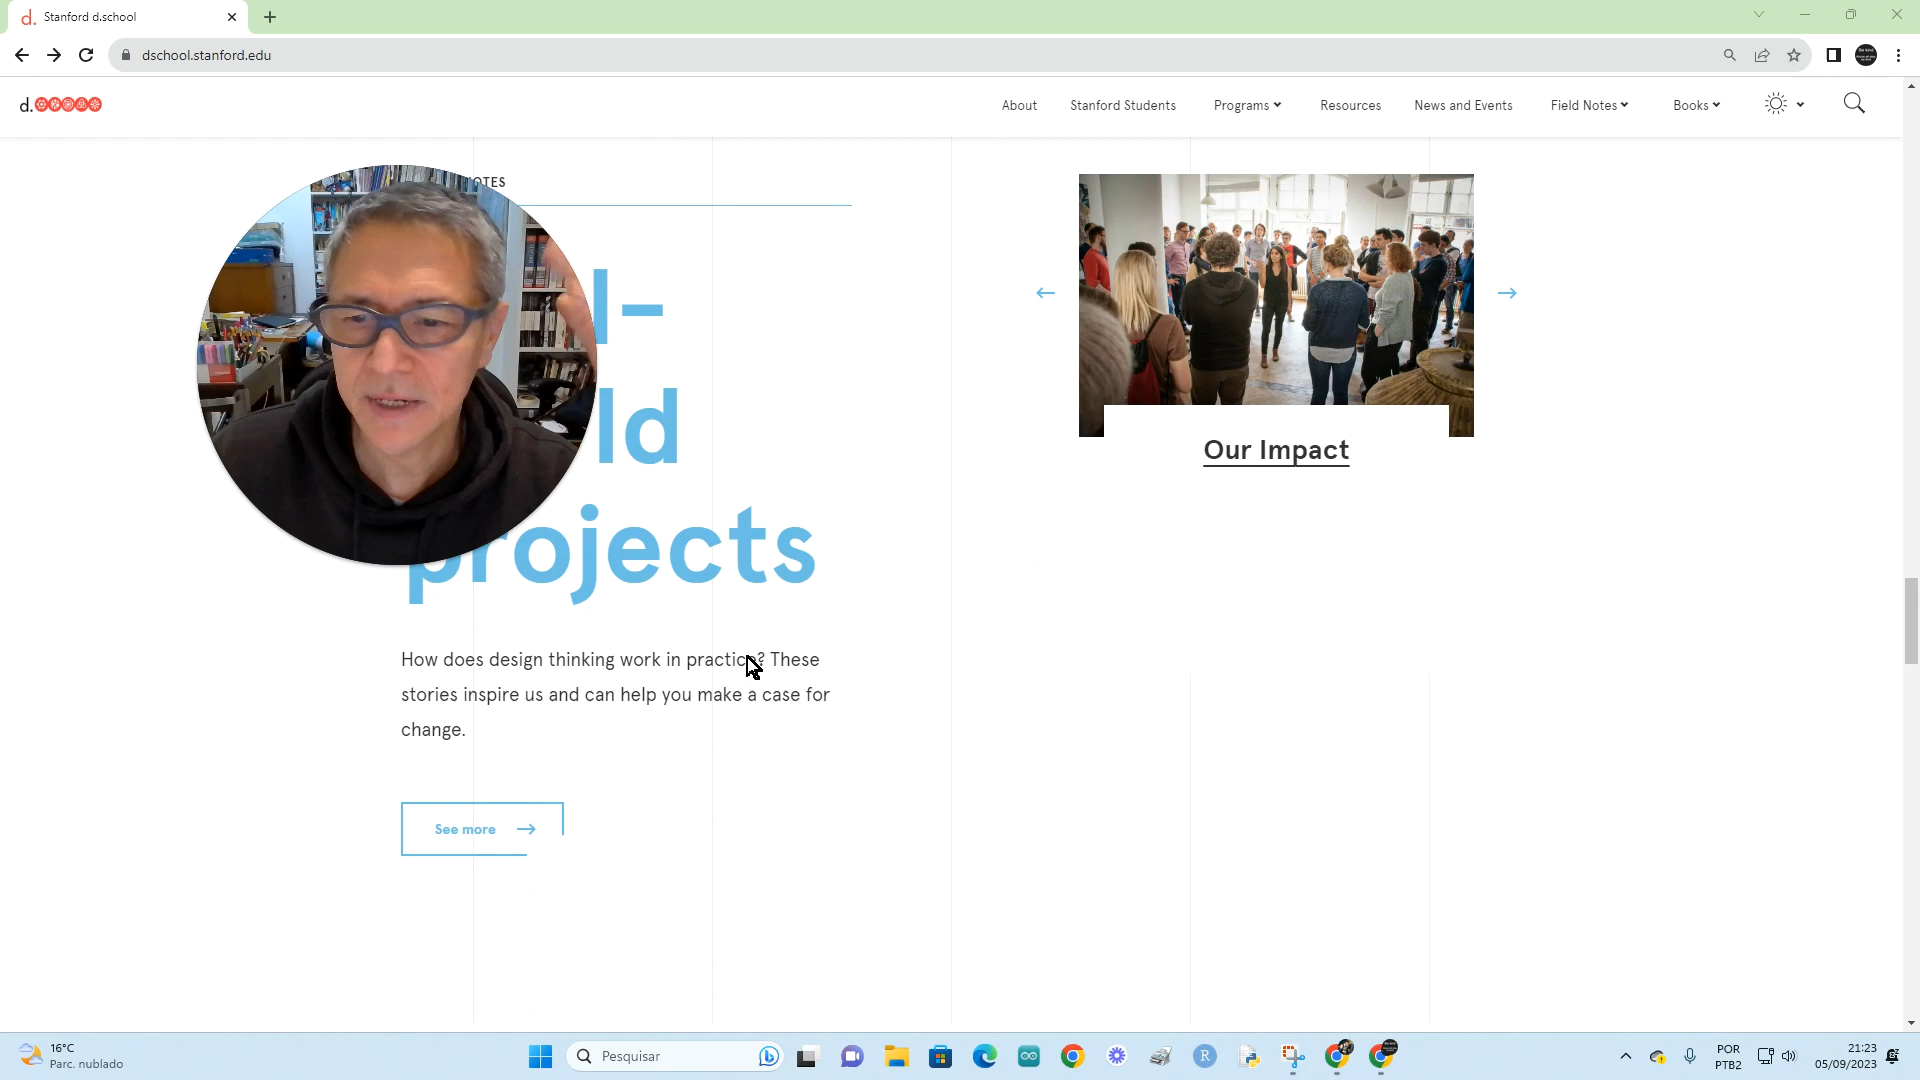 Stanford d.school
dschool.stanford.edu
d.
About
Stanford Students
Programs
Resources
News and Events
Field Notes
Books
OTES
l-
ld
projects
How does design thinking work in practice? These
stories inspire us and can help you make a case for
change.
See more
Our Impact
16°C
Parc. nublado
Pesquisar
R
POR
PTB2
21:23
05/09/2023